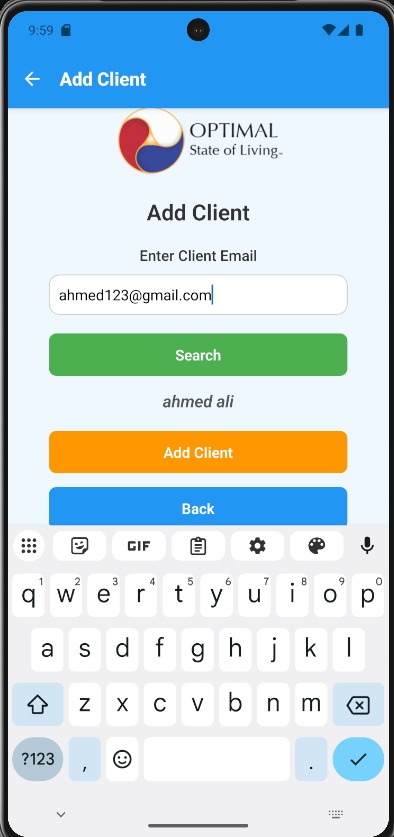 9:59
Add Client
OPTIMAL
State of Living™
Add Client
Enter Client Email
ahmed123@gmail.com
Search
ahmed ali
Add Client
Back
GIF
q1 w2 e3 r4 t5 y6 u7 i8 o9 p0
a s d f g h j k l
z x c v b n m
?123 , .